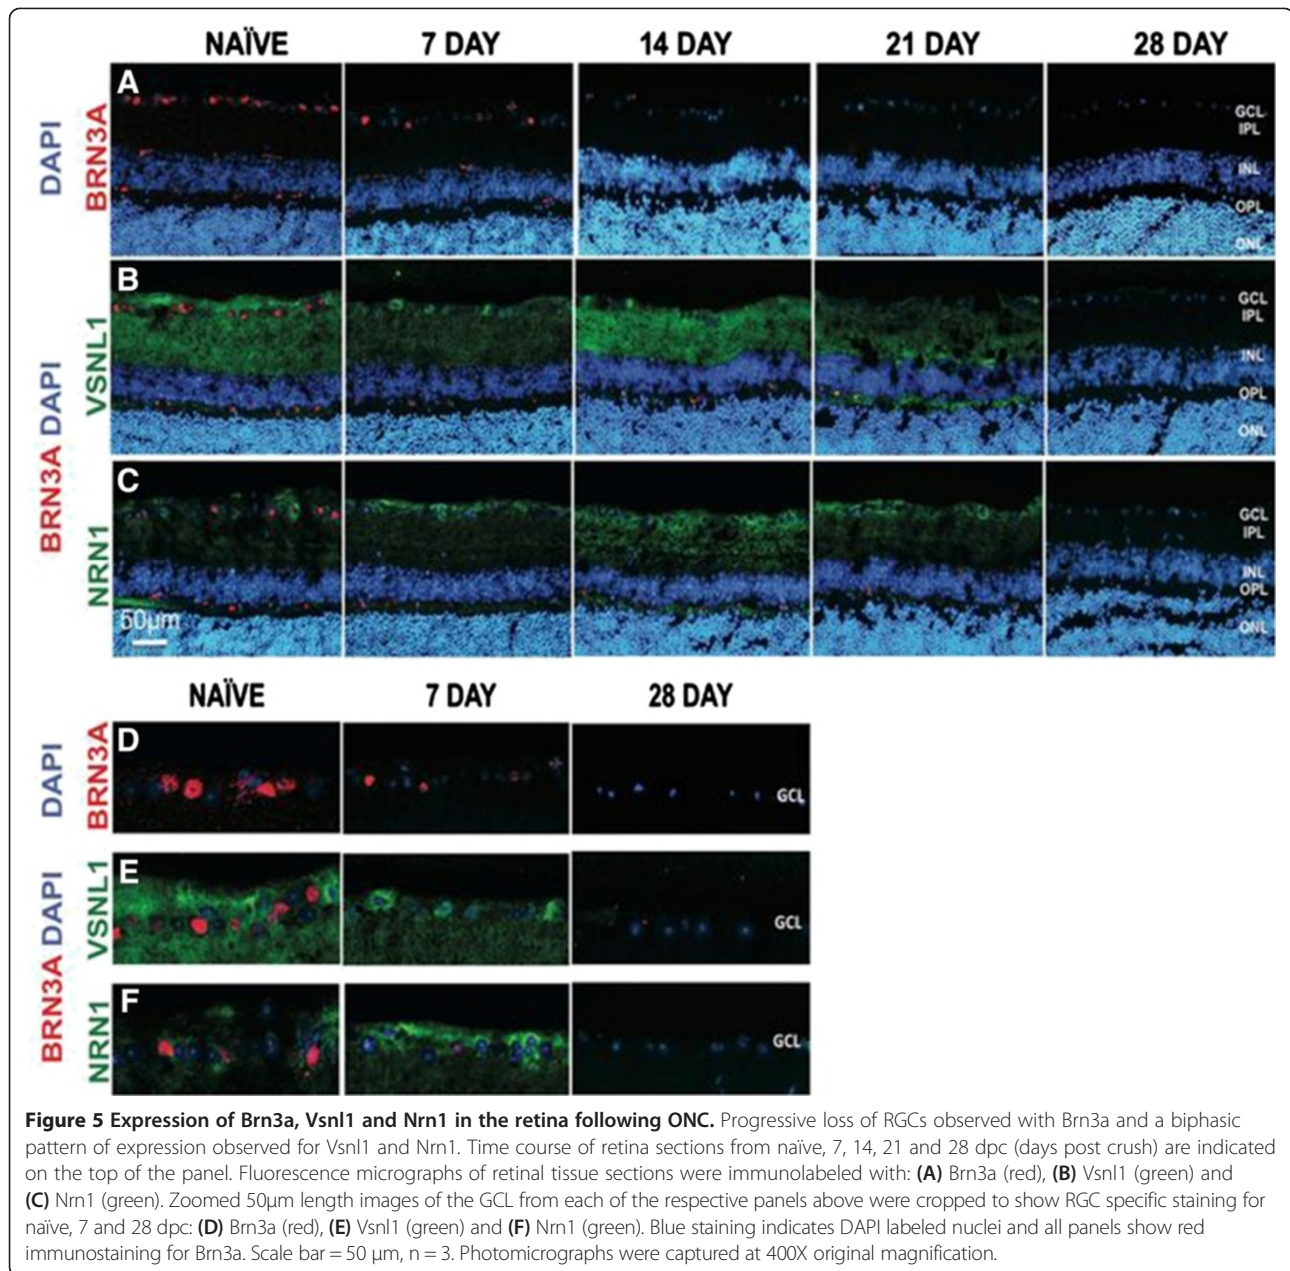 NAÏVE 7 DAY 14 DAY 21 DAY 28 DAY
A
DAPI
BRN3A
GCL
IPL
INL
OPL
ONL
B
BRN3A DAPI
VSNL1
GCL
IPL
INL
OPL
ONL
C
NRN1
50µm
GCL
IPL
INL
OPL
ONL
NAÏVE 7 DAY 28 DAY
D
DAPI
BRN3A
GCL
E
BRN3A DAPI
VSNL1
GCL
F
NRN1
GCL
Figure 5 Expression of Brn3a, Vsnl1 and Nrn1 in the retina following ONC. Progressive loss of RGCs observed with Brn3a and a biphasic
pattern of expression observed for Vsnl1 and Nrn1. Time course of retina sections from naïve, 7, 14, 21 and 28 dpc (days post crush) are indicated
on the top of the panel. Fluorescence micrographs of retinal tissue sections were immunolabeled with: (A) Brn3a (red), (B) Vsnl1 (green) and
(C) Nrn1 (green). Zoomed 50µm length images of the GCL from each of the respective panels above were cropped to show RGC specific staining for
naïve, 7 and 28 dpc: (D) Brn3a (red), (E) Vsnl1 (green) and (F) Nrn1 (green). Blue staining indicates DAPI labeled nuclei and all panels show red
immunostaining for Brn3a. Scale bar = 50 µm, n = 3. Photomicrographs were captured at 400X original magnification.